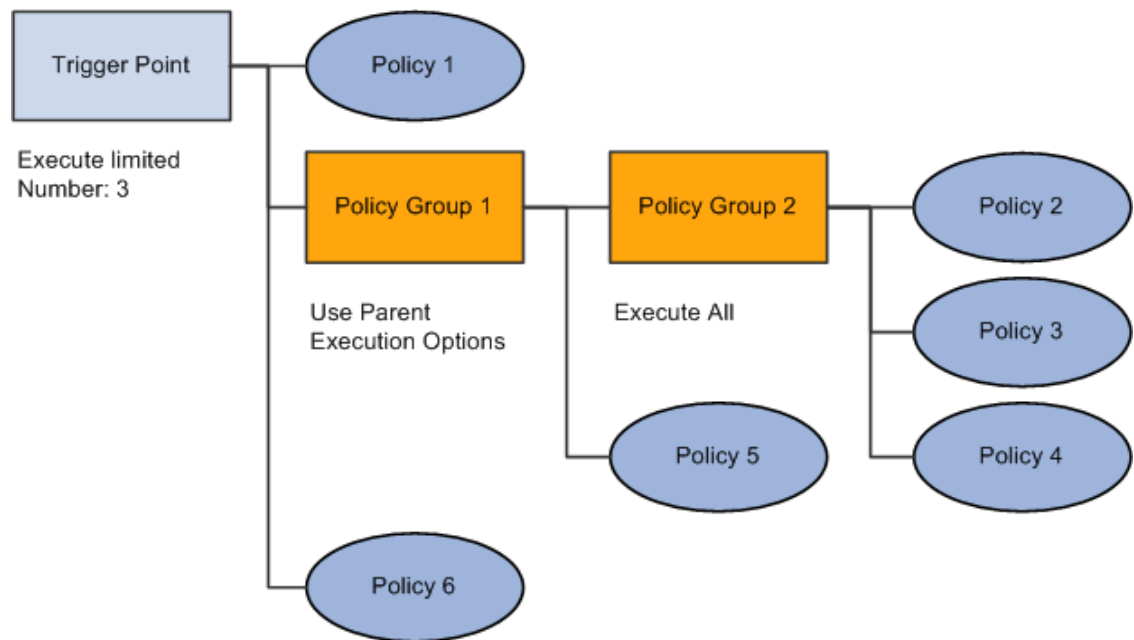 Trigger Point
Policy 1
Execute limited
Number: 3
Policy Group 1
Policy Group 2
Policy 2
Use Parent
Execution Options
Execute All
Policy 3
Policy 5
Policy 4
Policy 6